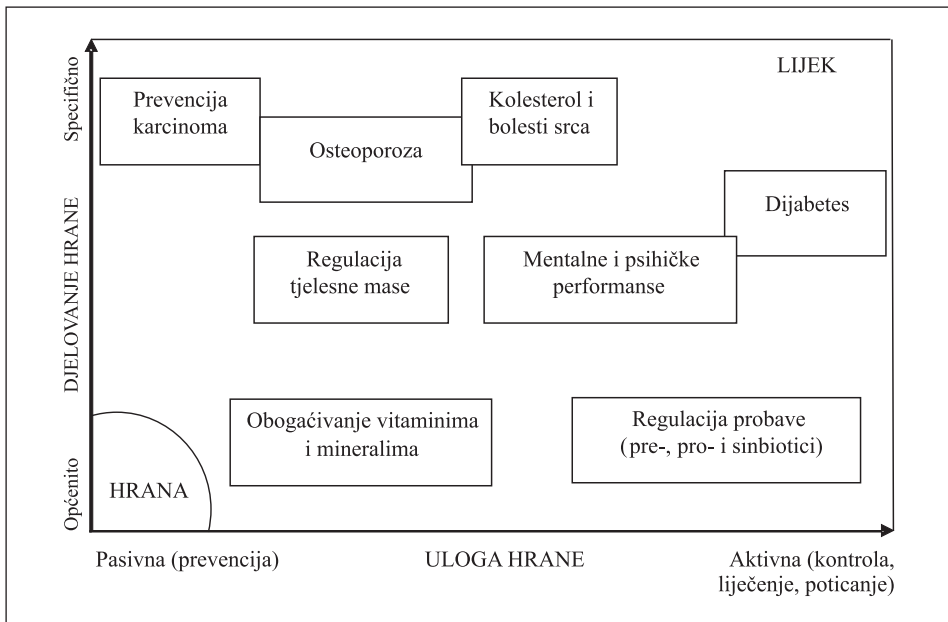 LIJEK
Specifično
Prevencija
karcinoma
Kolesterol i
bolesti srca
Osteoporoza
Dijabetes
DJELOVANJE HRANE
Regulacija
tjelesne mase
Mentalne i psihičke
performanse
Obogaćivanje vitaminima
i mineralima
Regulacija probave
(pre-, pro- i sinbiotici)
Općenito
HRANA
Pasivna (prevencija)
ULOGA HRANE
Aktivna (kontrola,
liječenje, poticanje)